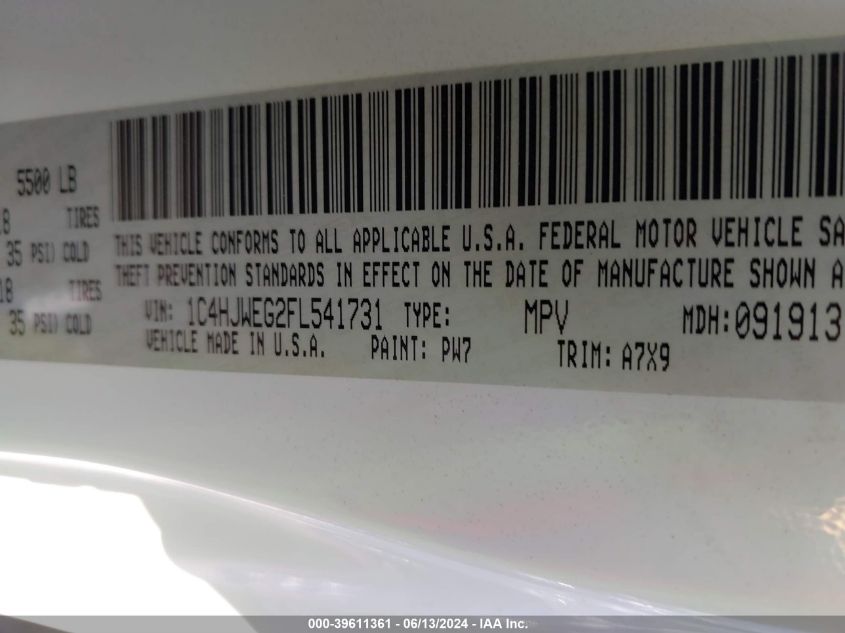 5500 LB
18 TIRES
35 PSI) COLD
18 TIRES
35 PSI) COLD
THIS VEHICLE CONFORMS TO ALL APPLICABLE U.S.A. FEDERAL MOTOR VEHICLE SA
THEFT PREVENTION STANDARDS IN EFFECT ON THE DATE OF MANUFACTURE SHOWN A
VIN: 1C4HJWEG2FL541731 TYPE: MPV MDH: 091913
VEHICLE MADE IN U.S.A. PAINT: PW7 TRIM: A7X9
000-39611361 - 06/13/2024 - IAA Inc.